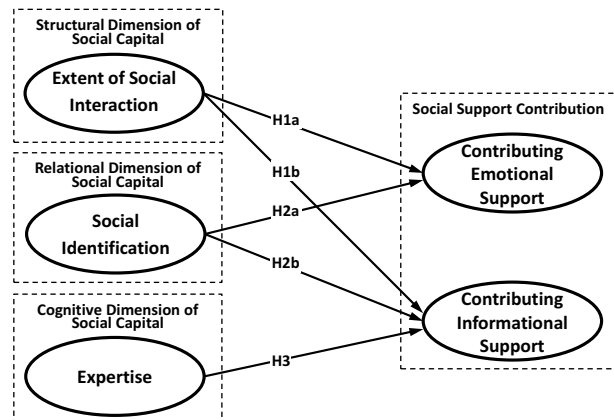 Structural Dimension of
Social Capital
Extent of Social
Interaction
Relational Dimension of
Social Capital
Social
Identification
Cognitive Dimension of
Social Capital
Expertise
H1a
H1b
H2a
H2b
H3
Social Support Contribution
Contributing
Emotional
Support
Contributing
Informational
Support